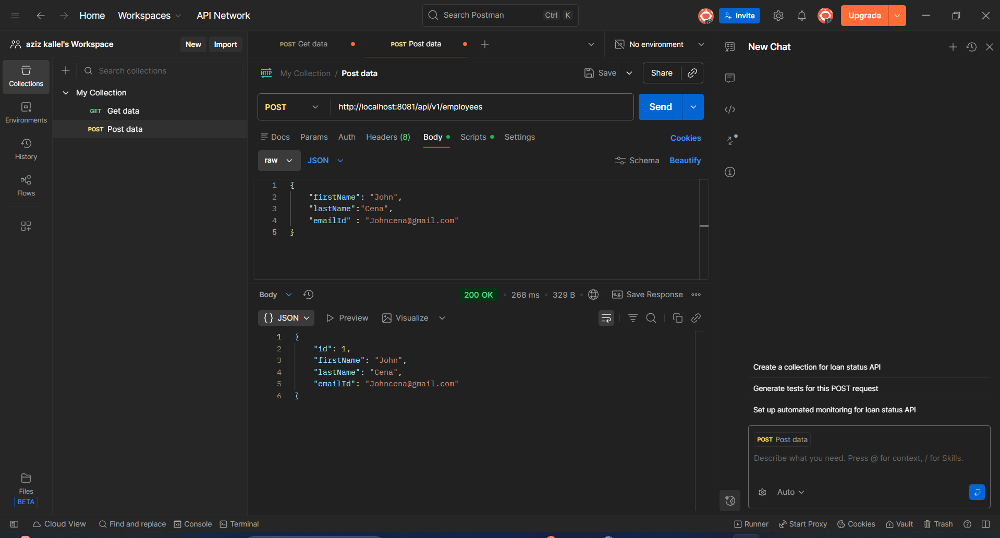 Home Workspaces API Network Search Postman Ctrl K Invite Upgrade
aziz kallel's Workspace New Import
POST Get data POST Post data No environment
New Chat
Collections
Environments
History
Flows
Files
BETA
Search collections
My Collection
GET Get data
POST Post data
HTTP My Collection / Post data Save Share
POST http://localhost:8081/api/v1/employees Send
Docs Params Auth Headers (8) Body Scripts Settings Cookies
raw JSON Schema Beautify
1 {
2 "firstName": "John",
3 "lastName":"Cena",
4 "emailId" : "Johncena@gmail.com"
5 }
Body 200 OK • 268 ms • 329 B • e.g. Save Response
{} JSON Preview Visualize
1 {
2 "id": 1,
3 "firstName": "John",
4 "lastName": "Cena",
5 "emailId": "Johncena@gmail.com"
6 }
Create a collection for loan status API
Generate tests for this POST request
Set up automated monitoring for loan status API
POST Post data
Describe what you need. Press @ for context, / for Skills.
Auto
Cloud View Find and replace Console Terminal Runner Start Proxy Cookies Vault Trash